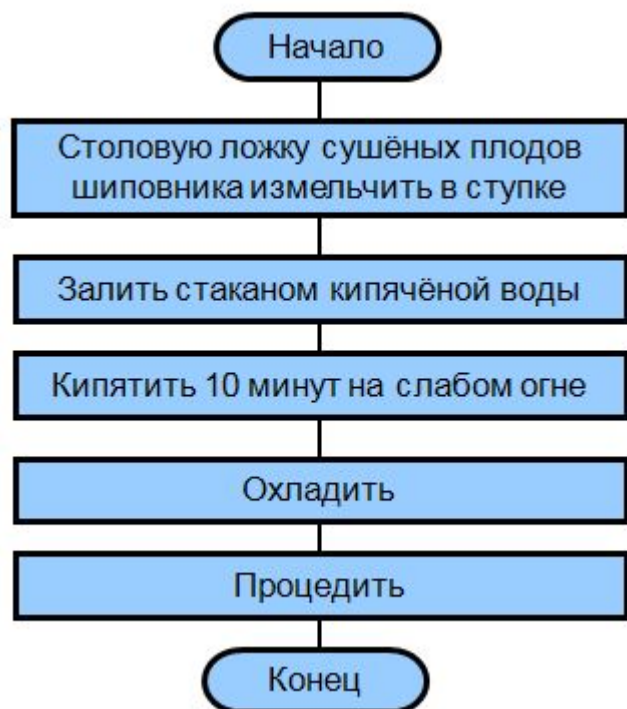 Начало
Столовую ложку сушёных плодов
шиповника измельчить в ступке
Залить стаканом кипячёной воды
Кипятить 10 минут на слабом огне
Охладить
Процедить
Конец